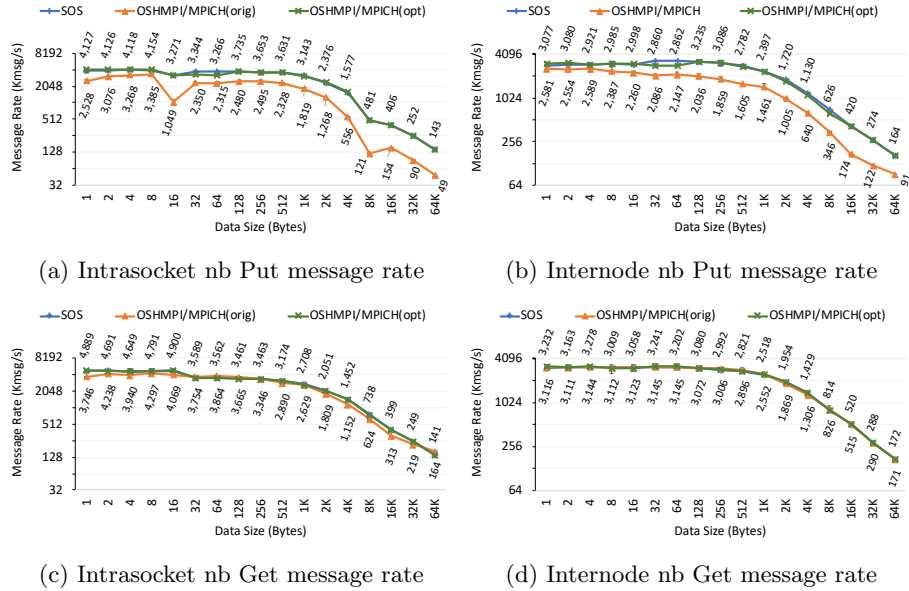 SOS OSHMPI/MPICH(orig) OSHMPI/MPICH(opt)
Message Rate (Kmsg/s)
8192
2048
512
128
32
4,127 4,126 4,118 4,154 3,271 3,344 3,266 3,735 3,653 3,631 3,143 2,376 1,577 481 406 252 143
2,528 3,076 3,268 3,385 1,049 2,350 2,315 2,480 2,491 2,328 1,819 1,268 556 121 154 90 49
1 2 4 8 16 32 64 128 256 512 1K 2K 4K 8K 16K 32K 64K
Data Size (Bytes)
(a) Intrasocket nb Put message rate
SOS OSHMPI/MPICH OSHMPI/MPICH(opt)
Message Rate (Kmsg/s)
4096
1024
256
64
3,077 3,080 2,921 2,985 2,998 2,860 2,862 3,235 3,086 2,782 2,397 1,720 1,130 626 420 274 164
2,581 2,554 2,589 2,387 2,260 2,086 2,147 2,036 1,859 1,605 1,461 1,005 640 346 174 122 91
1 2 4 8 16 32 64 128 256 512 1K 2K 4K 8K 16K 32K 64K
Data Size (Bytes)
(b) Internode nb Put message rate
SOS OSHMPI/MPICH(orig) OSHMPI/MPICH(opt)
Message Rate (Kmsg/s)
8192
2048
512
128
32
4,889 4,691 4,649 4,791 4,900 3,589 3,562 3,461 3,463 3,174 2,708 2,051 1,452 738 399 249 141
3,746 4,238 3,940 4,297 4,069 3,754 3,864 3,665 3,346 2,890 2,629 1,809 1,152 624 313 219 164
1 2 4 8 16 32 64 128 256 512 1K 2K 4K 8K 16K 32K 64K
Data Size (Bytes)
(c) Intrasocket nb Get message rate
SOS OSHMPI/MPICH(orig) OSHMPI/MPICH(opt)
Message Rate (Kmsg/s)
4096
1024
256
64
3,232 3,163 3,278 3,009 3,058 3,241 3,202 3,080 2,992 2,821 2,518 1,954 1,429 814 520 288 172
3,116 3,111 3,144 3,112 3,123 3,145 3,145 3,072 3,006 2,896 2,552 1,869 1,306 826 515 290 171
1 2 4 8 16 32 64 128 256 512 1K 2K 4K 8K 16K 32K 64K
Data Size (Bytes)
(d) Internode nb Get message rate